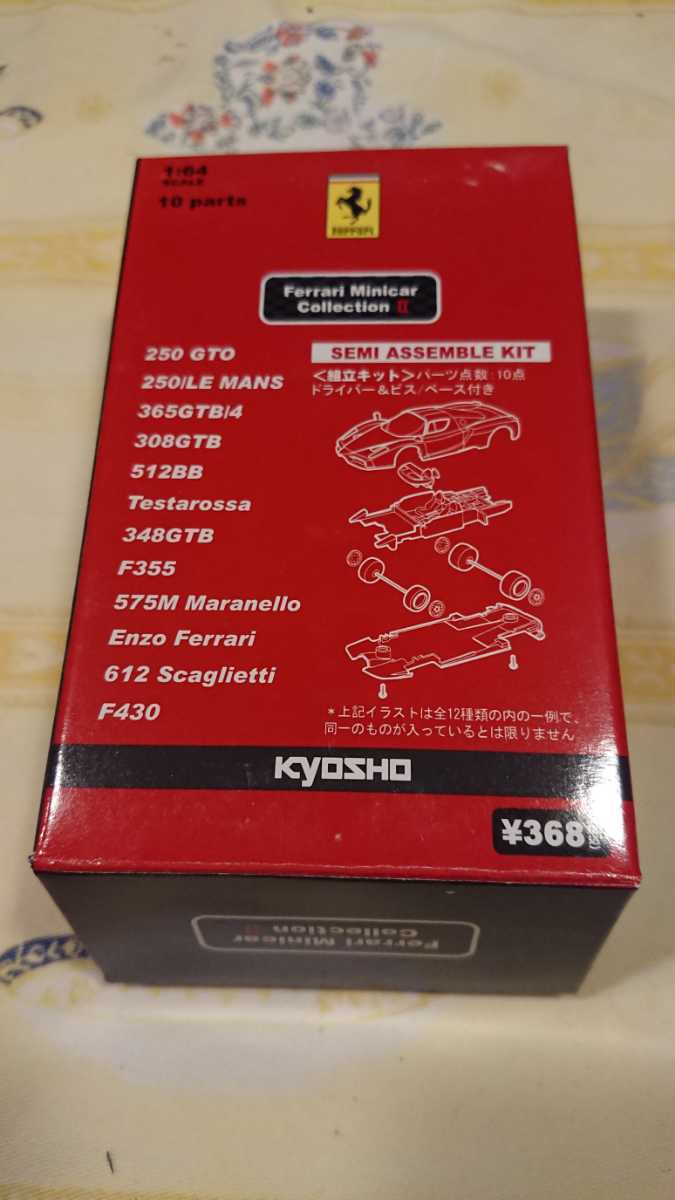 1:64
SCALE
10 parts
Ferrari
Ferrari Minicar
Collection II
SEMI ASSEMBLE KIT
<組立キット>パーツ点数:10点
ドライバー&ビス/ベース付き
250 GTO
250/LE MANS
365GTB/4
308GTB
512BB
Testarossa
348GTB
F355
575M Maranello
Enzo Ferrari
612 Scaglietti
F430
*上記イラストは全12種類の内の一例で、
同一のものが入っているとは限りません
KYOSHO
¥368
Ferrari Minicar
Collection II